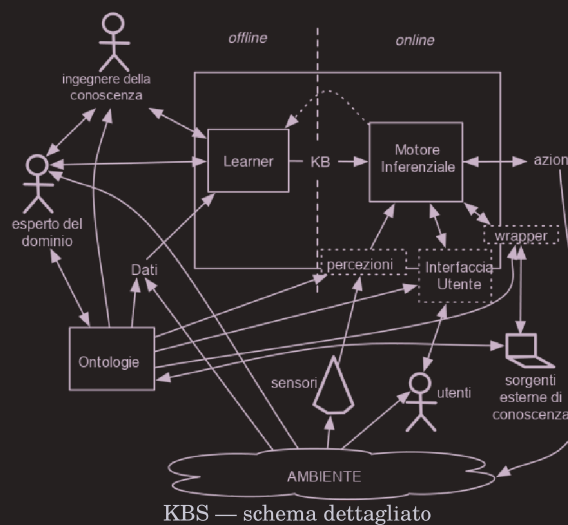 offline
online
ingegnere della
conoscenza
Learner
KB
Motore
Inferenziale
azion
esperto del
dominio
wrapper
Dati
percezioni
Interfaccia
Utente
Ontologie
sensori
utenti
sorgenti
esterne di
conoscenza
AMBIENTE
KBS — schema dettagliato